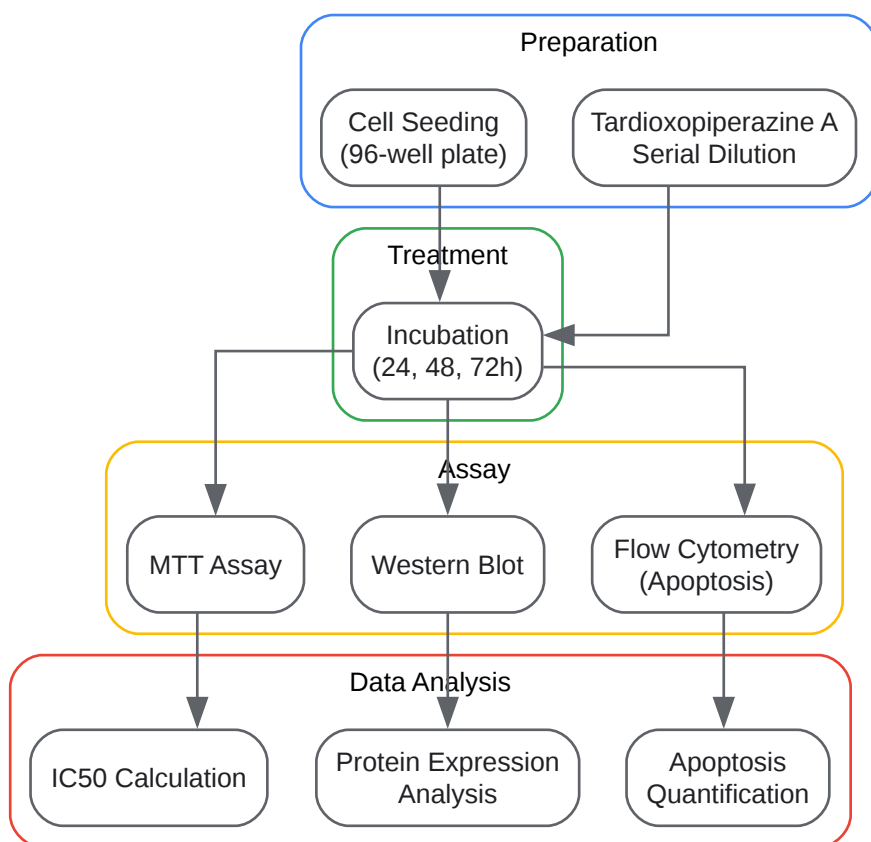 Preparation
Cell Seeding
(96-well plate)
Tardioxopiperazine A
Serial Dilution
Treatment
Incubation
(24, 48, 72h)
Assay
MTT Assay
Western Blot
Flow Cytometry
(Apoptosis)
Data Analysis
IC50 Calculation
Protein Expression
Analysis
Apoptosis
Quantification